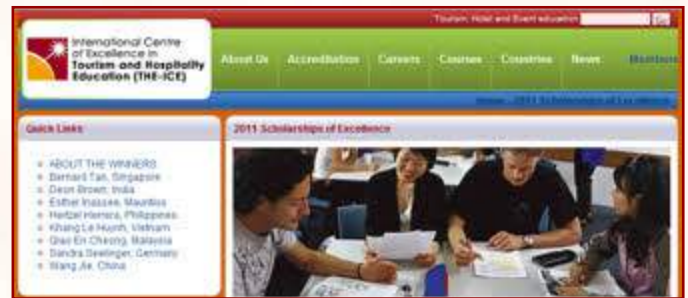 Tourism, Hotel and Event education
Go
International Centre
of Excellence in
Tourism and Hospitality
Education (THE-ICE)
About Us Accreditation Careers Courses Countries News Members
Home - 2011 Scholarships of Excellence
Quick Links
2011 Scholarships of Excellence
ABOUT THE WINNERS
Bernard Tan, Singapore
Deon Brown, India
Esther Inassee, Mauritius
Khang Le Huynh, Vietnam
Qiao En Cheong, Malaysia
Sandra Seelinger, Germany
Wang Jie, China